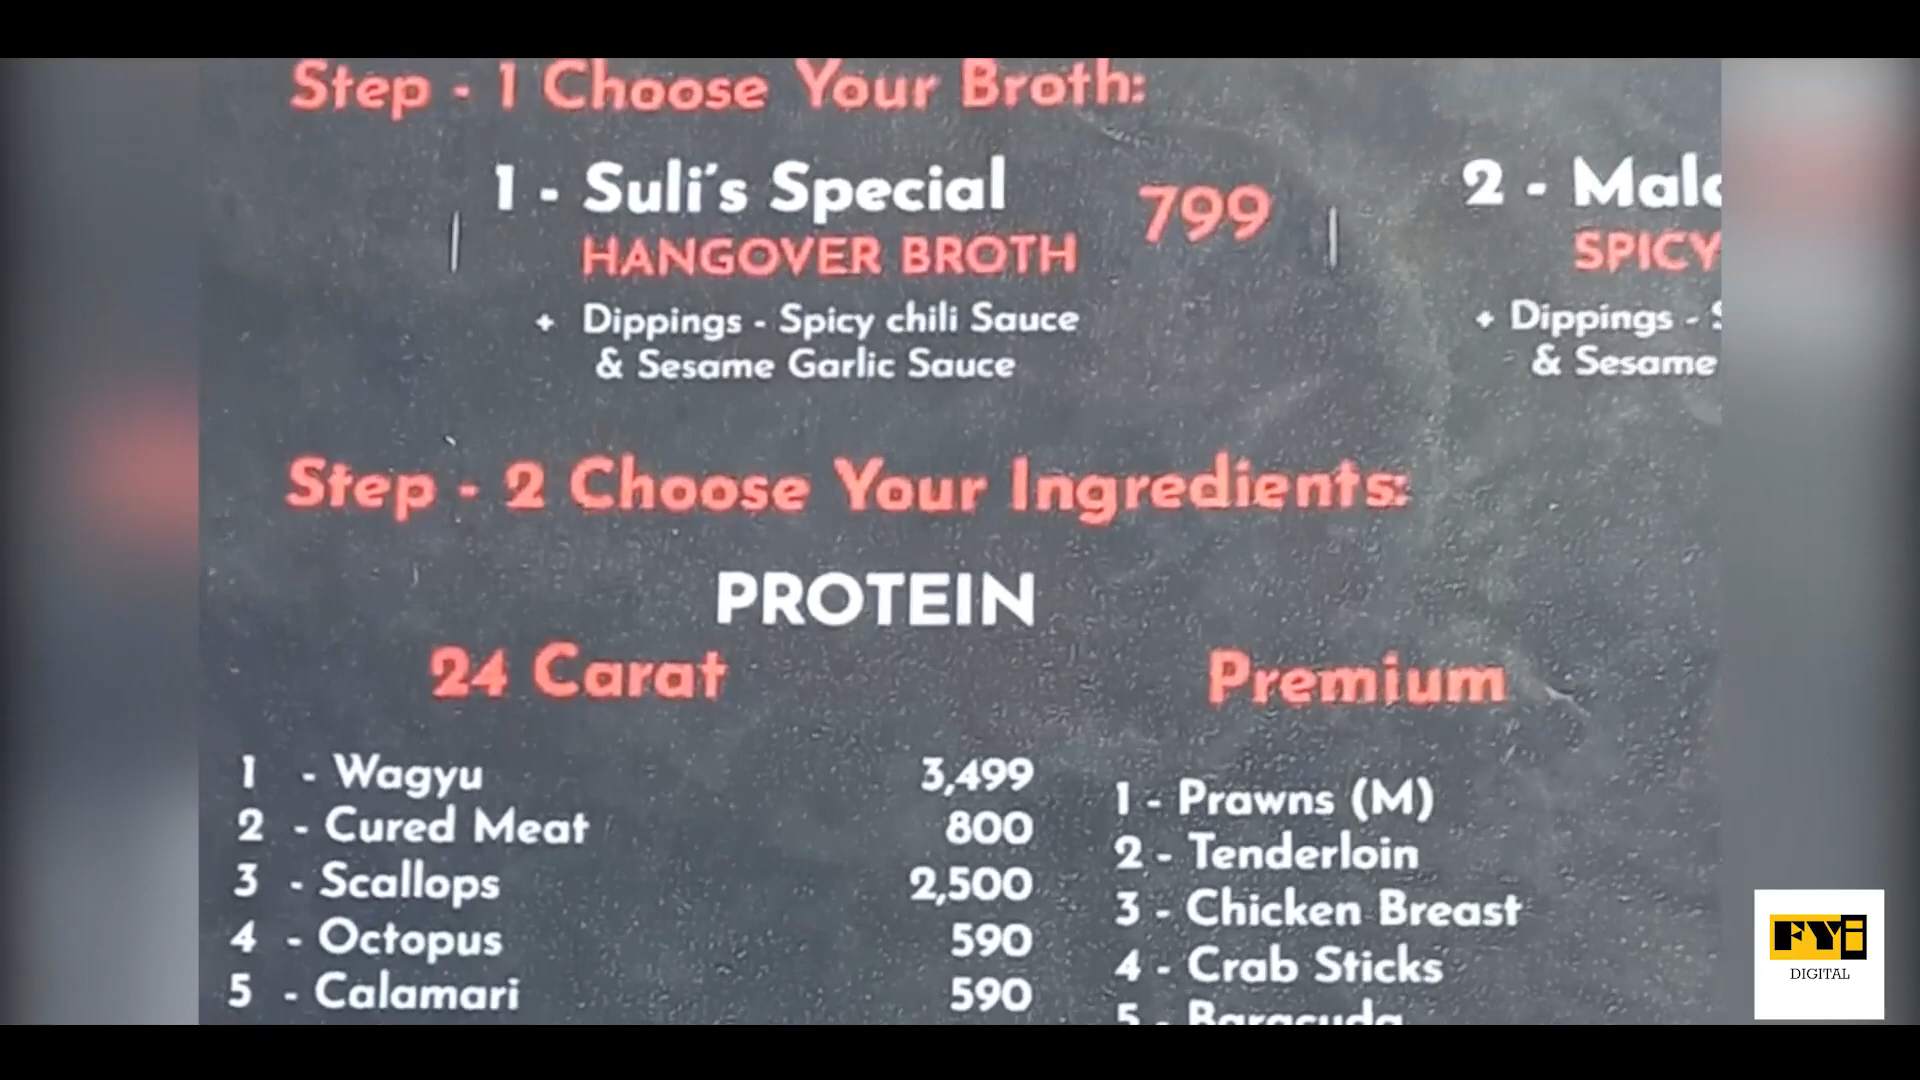 Step - 1 Choose Your Broth:
1 - Suli's Special
HANGOVER BROTH
799
+ Dippings - Spicy chili Sauce
& Sesame Garlic Sauce
2 -
SPICY
+ Dippings -
& Sesame
Step - 2 Choose Your Ingredients:
PROTEIN
24 Carat
1 - Wagyu 3,499
2 - Cured Meat 800
3 - Scallops 2,500
4 - Octopus 590
5 - Calamari 590
Premium
1 - Prawns (M)
2 - Tenderloin
3 - Chicken Breast
4 - Crab Sticks
5 - Baracuda
FYi
DIGITAL